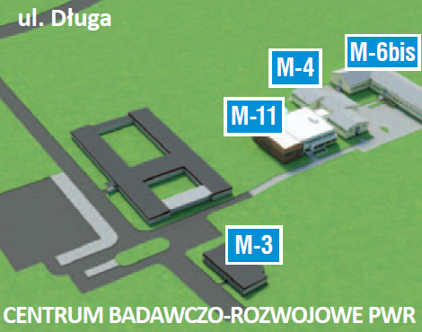 ul. Długa
M-6bis
M-4
M-11
M-3
CENTRUM BADAWCZO-ROZWOJOWE PWR